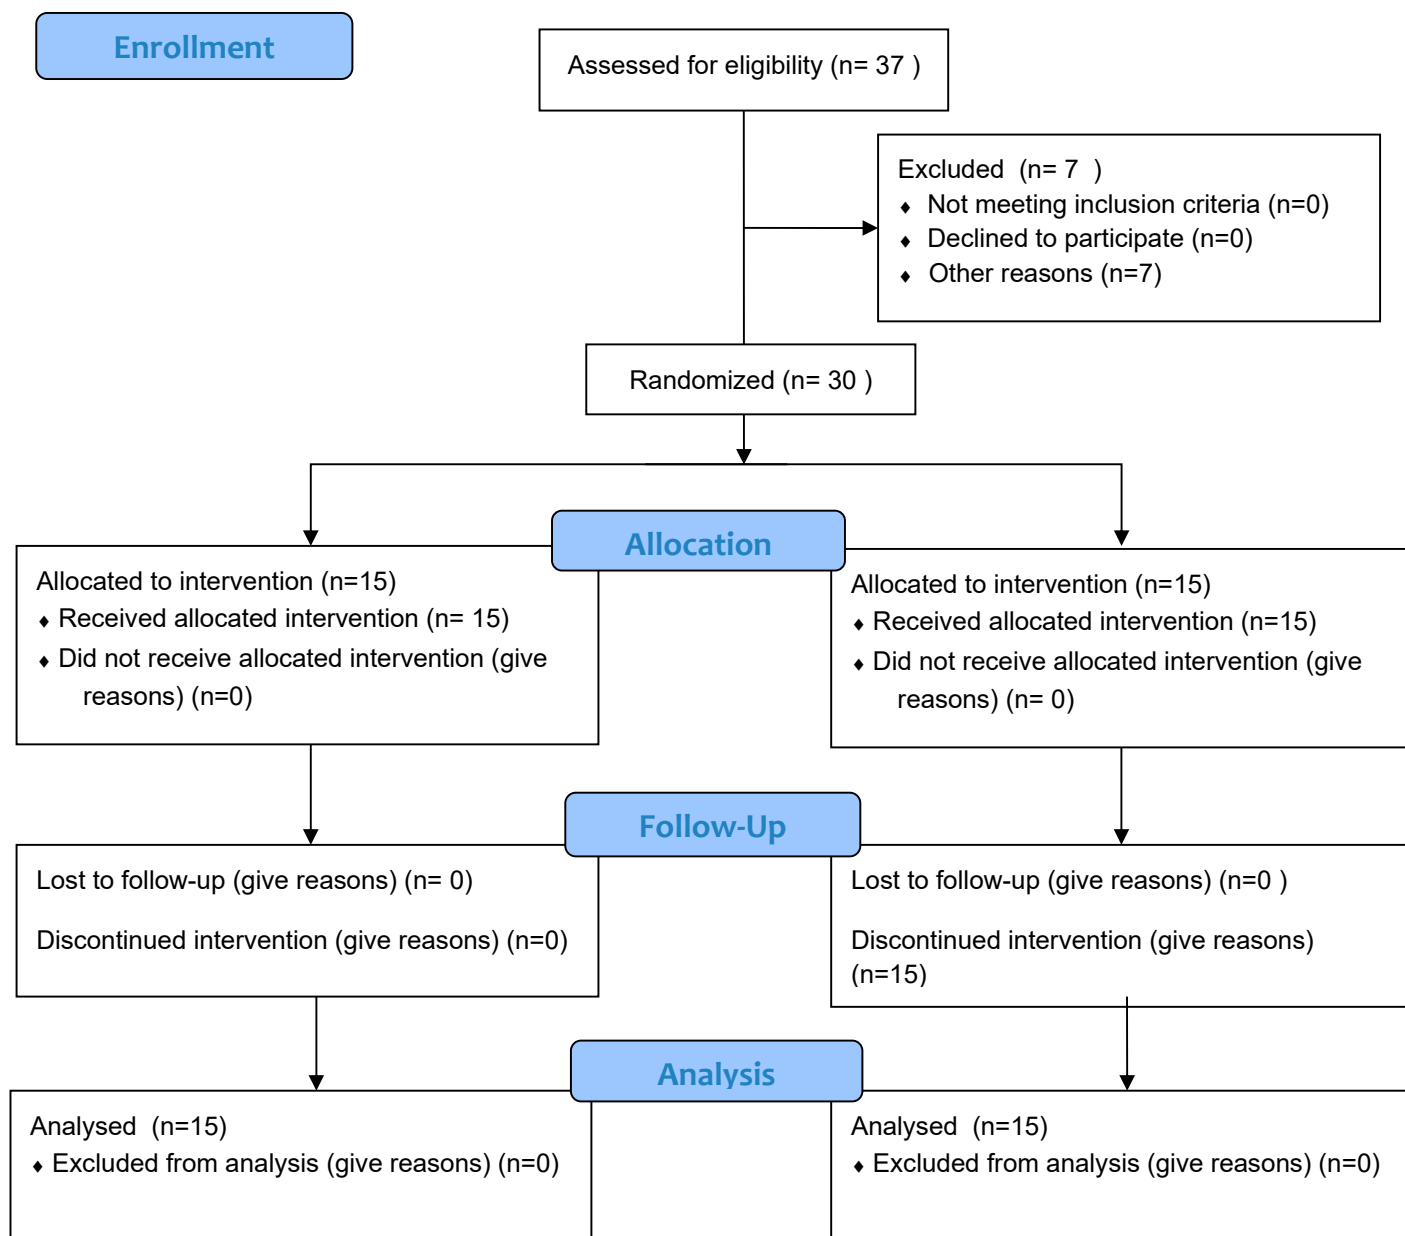 Enrollment
Assessed for eligibility (n= 37 )
Excluded (n= 7 )
♦ Not meeting inclusion criteria (n=0)
♦ Declined to participate (n=0)
♦ Other reasons (n=7)
Randomized (n= 30 )
Allocation
Allocated to intervention (n=15)
♦ Received allocated intervention (n= 15)
♦ Did not receive allocated intervention (give
reasons) (n=0)
Allocated to intervention (n=15)
♦ Received allocated intervention (n=15)
♦ Did not receive allocated intervention (give
reasons) (n= 0)
Follow-Up
Lost to follow-up (give reasons) (n= 0)
Discontinued intervention (give reasons) (n=0)
Lost to follow-up (give reasons) (n=0 )
Discontinued intervention (give reasons)
(n=15)
Analysis
Analysed (n=15)
♦ Excluded from analysis (give reasons) (n=0)
Analysed (n=15)
♦ Excluded from analysis (give reasons) (n=0)